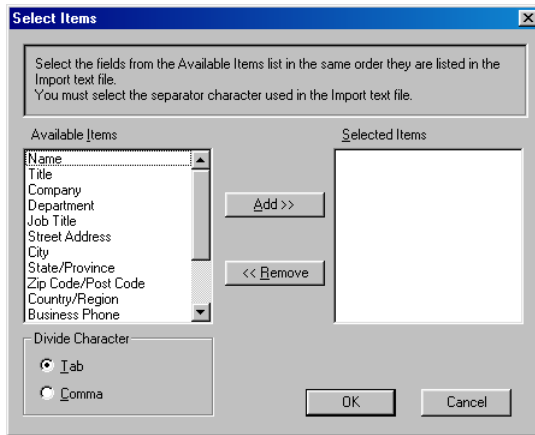 Select Items
Select the fields from the Available Items list in the same order they are listed in the
Import text file.
You must select the separator character used in the Import text file.
Available Items
Selected Items
Name
Title
Company
Department
Job Title
Street Address
City
State/Province
Zip Code/Post Code
Country/Region
Business Phone
Add >>
<< Remove
Divide Character
Tab
Comma
OK
Cancel